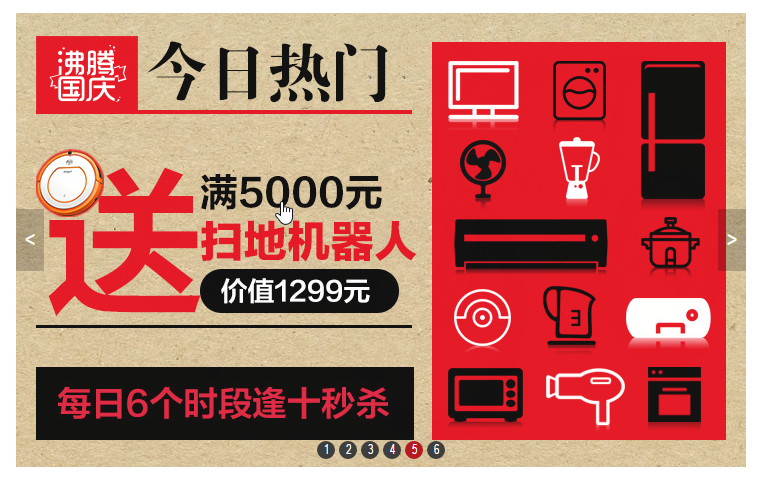 沸腾
国庆
今日热门
送
满5000元
扫地机器人
价值1299元
每日6个时段逢十秒杀
< >
1 2 3 4 5 6